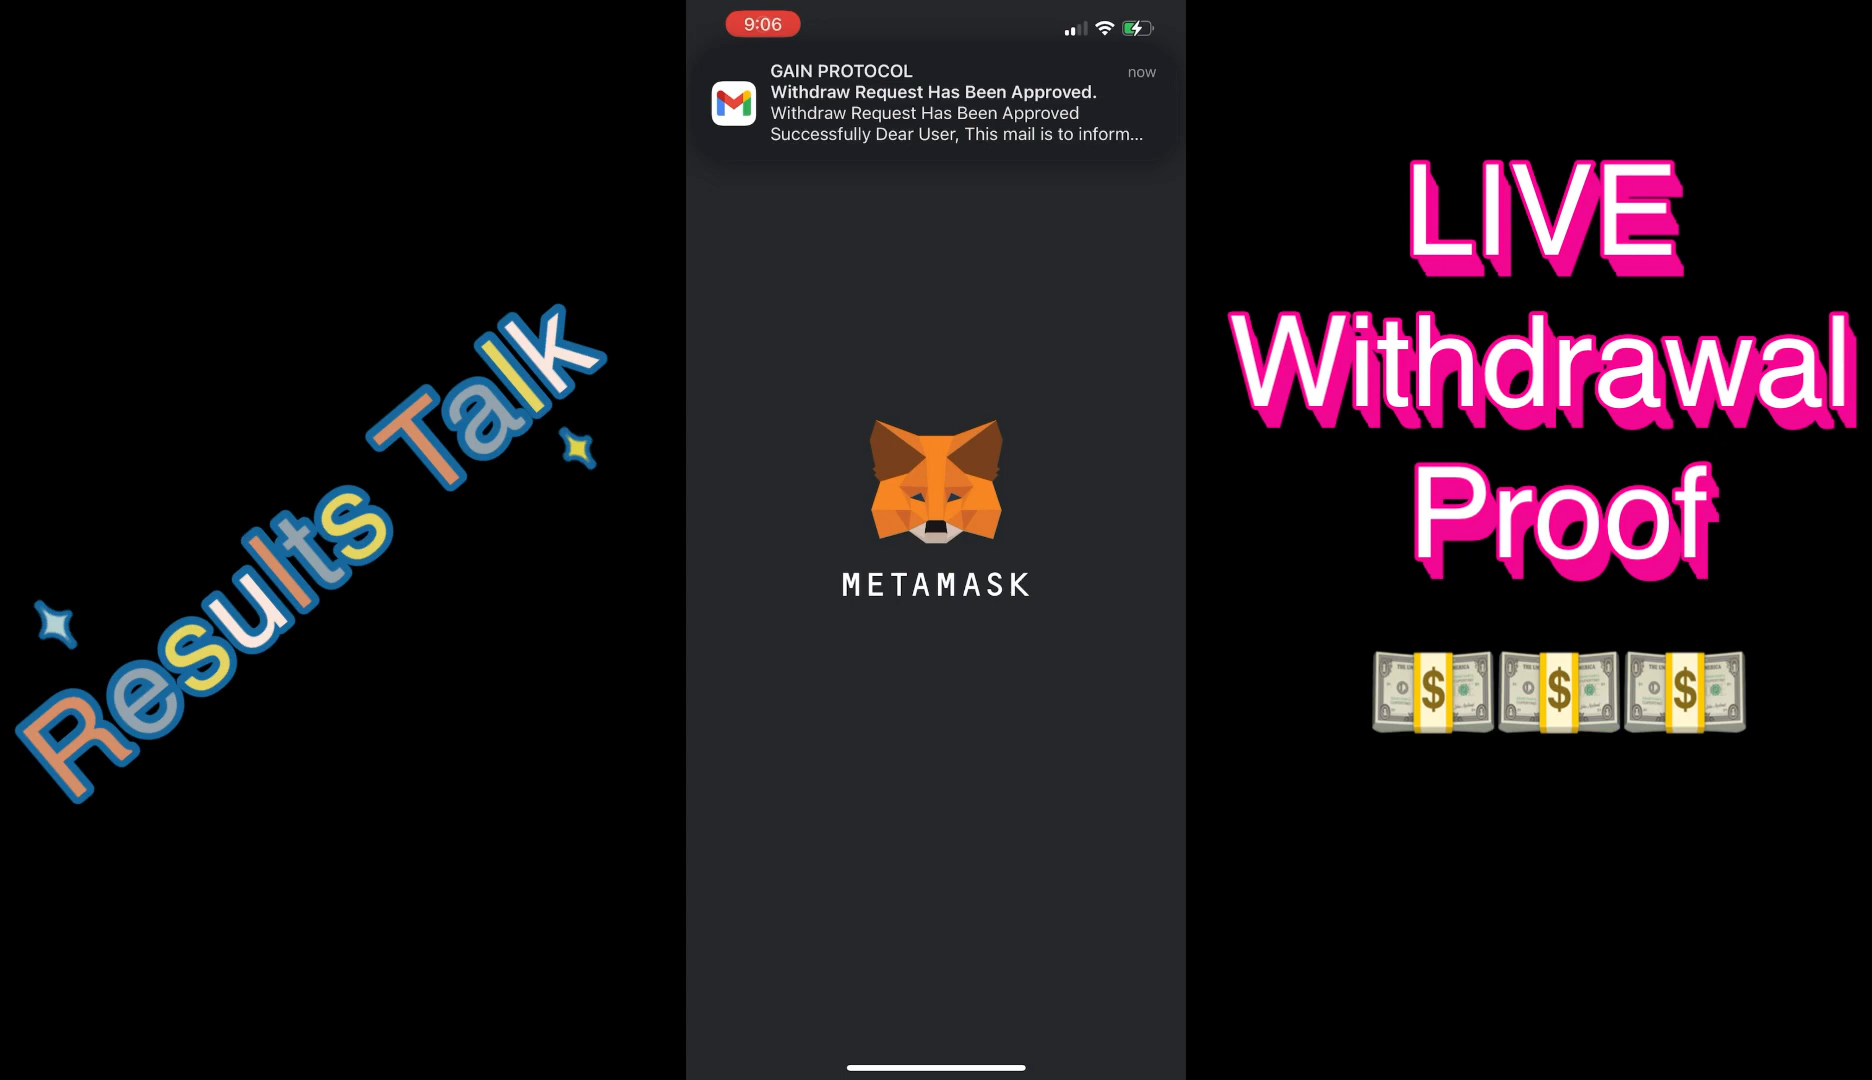 Results Talk
9:06
GAIN PROTOCOL
now
Withdraw Request Has Been Approved.
Withdraw Request Has Been Approved
Successfully Dear User, This mail is to inform...
METAMASK
LIVE
Withdrawal
Proof
$ $ $